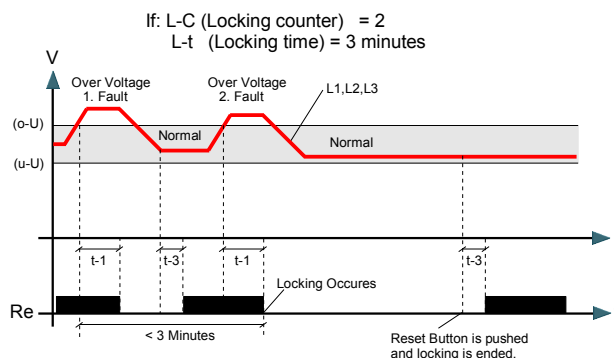 If: L-C (Locking counter) = 2
L-t (Locking time) = 3 minutes
V
Over Voltage
1. Fault
Over Voltage
2. Fault
L1,L2,L3
(o-U)
Normal
Normal
(u-U)
t-1
t-3
t-1
t-3
Locking Occures
Re
< 3 Minutes
Reset Button is pushed
and locking is ended.